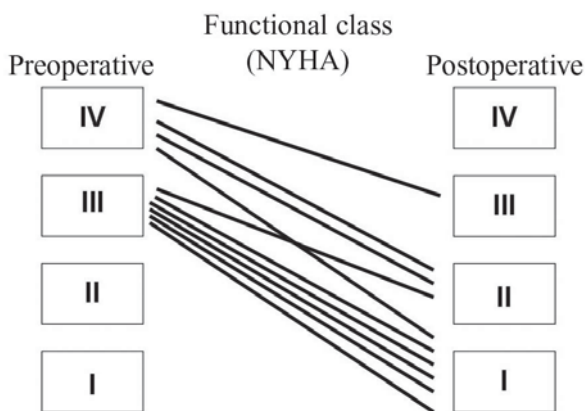 Functional class
(NYHA)
Preoperative
Postoperative
IV
IV
III
III
II
II
I
I